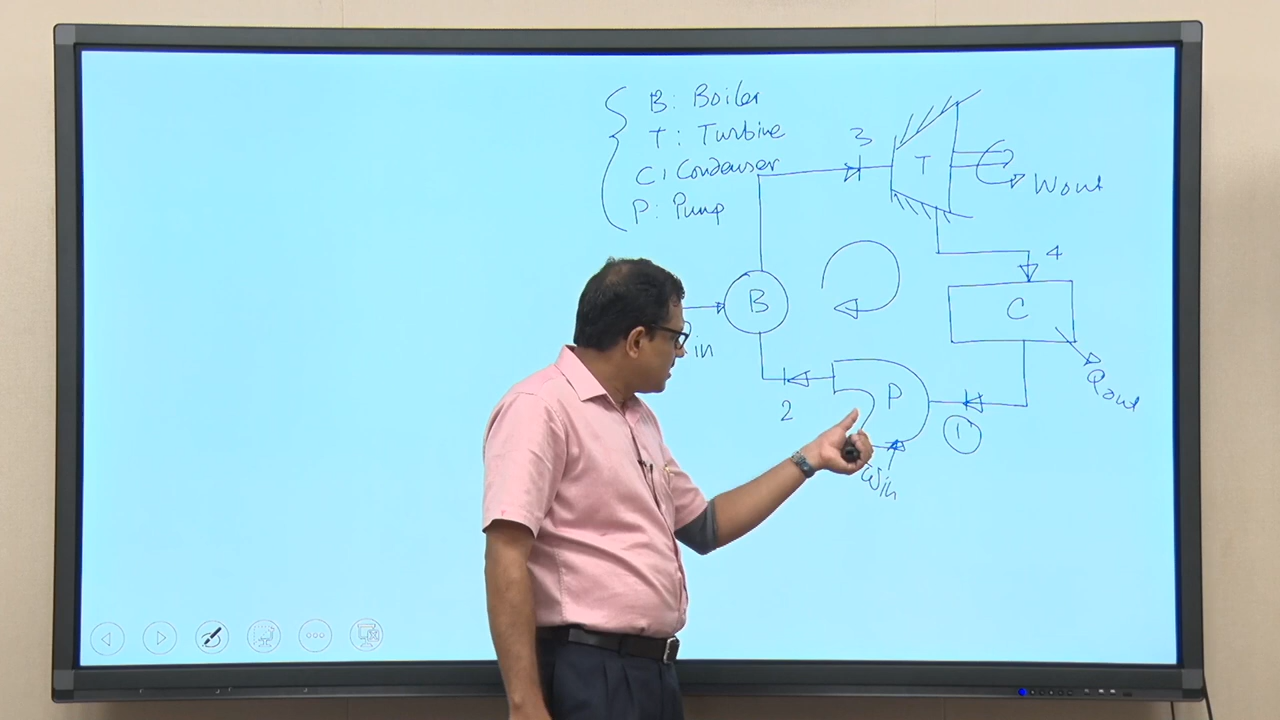 B: Boiler
T: Turbine
C: Condenser
P: Pump
3
T
Wout
4
B
C
in
Qout
P
2
1
Win